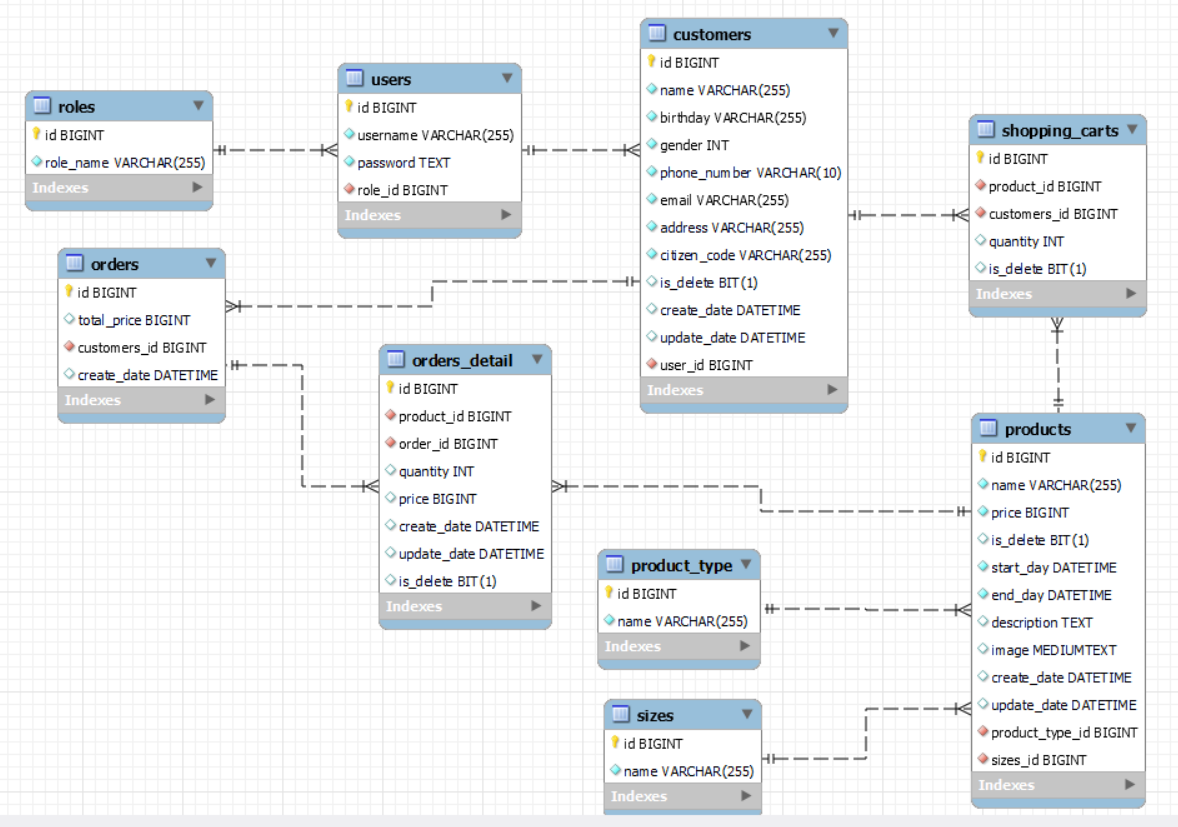 roles
id BIGINT
role_name VARCHAR(255)
Indexes
users
id BIGINT
username VARCHAR(255)
password TEXT
role_id BIGINT
Indexes
customers
id BIGINT
name VARCHAR(255)
birthday VARCHAR(255)
gender INT
phone_number VARCHAR(10)
email VARCHAR(255)
address VARCHAR(255)
citizen_code VARCHAR(255)
is_delete BIT(1)
create_date DATETIME
update_date DATETIME
user_id BIGINT
Indexes
shopping_carts
id BIGINT
product_id BIGINT
customers_id BIGINT
quantity INT
is_delete BIT(1)
Indexes
orders
id BIGINT
total_price BIGINT
customers_id BIGINT
create_date DATETIME
Indexes
orders_detail
id BIGINT
product_id BIGINT
order_id BIGINT
quantity INT
price BIGINT
create_date DATETIME
update_date DATETIME
is_delete BIT(1)
Indexes
products
id BIGINT
name VARCHAR(255)
price BIGINT
is_delete BIT(1)
start_day DATETIME
end_day DATETIME
description TEXT
image MEDIUMTEXT
create_date DATETIME
update_date DATETIME
product_type_id BIGINT
sizes_id BIGINT
Indexes
product_type
id BIGINT
name VARCHAR(255)
Indexes
sizes
id BIGINT
name VARCHAR(255)
Indexes